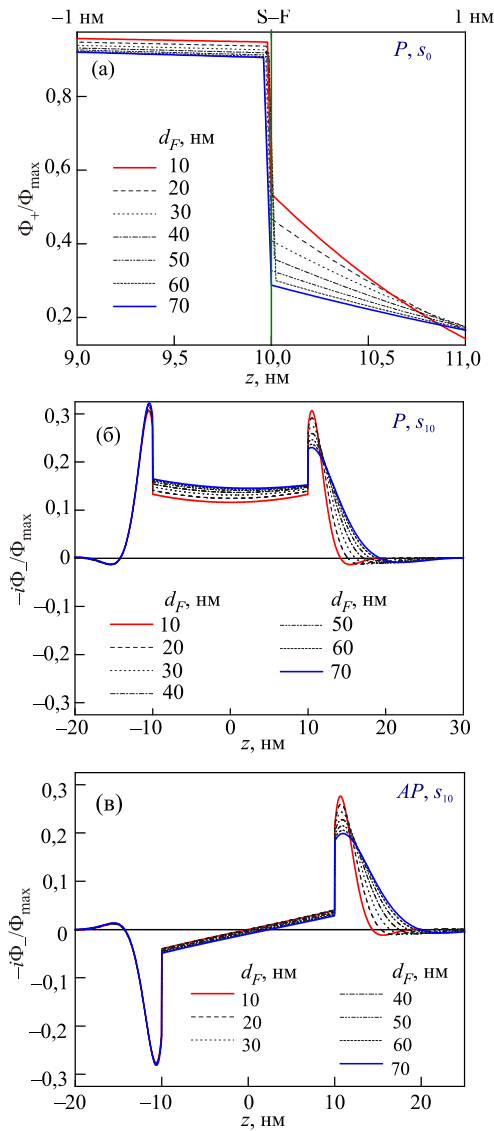 –1 нм S–F 1 нм
(а) P, s₀
Φ₊/Φmax
0,8
0,6
0,4
0,2
d_F, нм
10
20
30
40
50
60
70
9,0 9,5 10,0 10,5 11,0
z, нм
(б) P, s₁₀
–iΦ₋/Φmax
0,3
0,2
0,1
0
–0,1
–0,2
–0,3
d_F, нм d_F, нм
10 50
20 60
30 70
40
–20 –10 0 10 20 30
z, нм
(в) AP, s₁₀
–iΦ₋/Φmax
0,3
0,2
0,1
0
–0,1
–0,2
–0,3
d_F, нм d_F, нм
10 40
20 50
30 60
70
–20 –10 0 10 20
z, нм